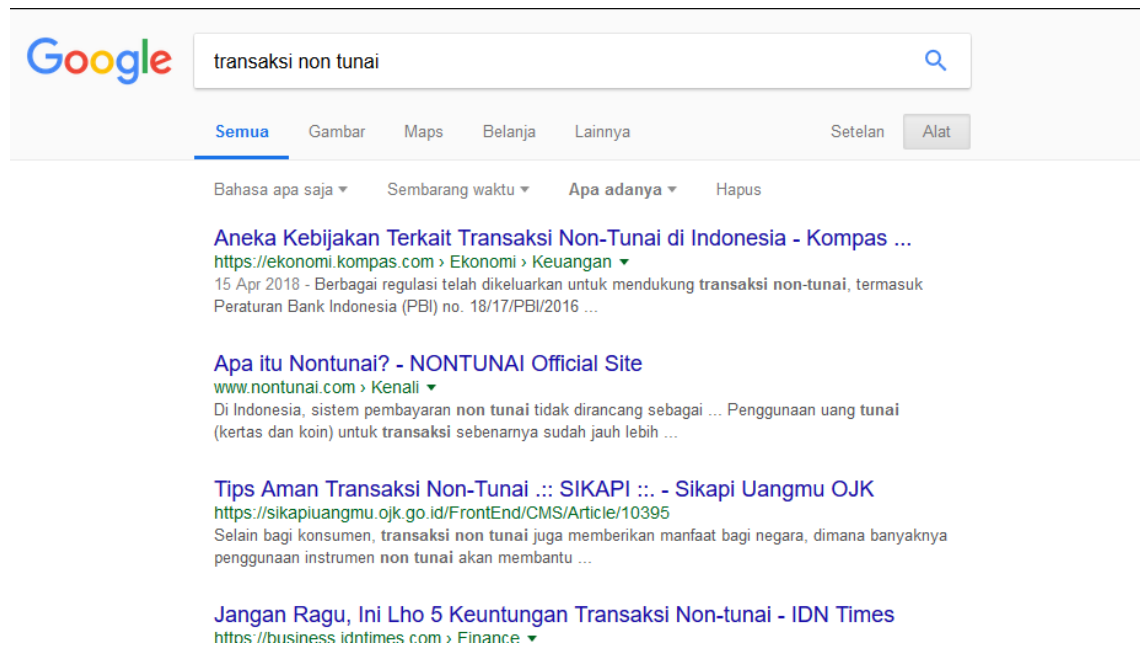 Google transaksi non tunai
Semua Gambar Maps Belanja Lainnya Setelan Alat
Bahasa apa saja Sembarang waktu Apa adanya Hapus
Aneka Kebijakan Terkait Transaksi Non-Tunai di Indonesia - Kompas ...
https://ekonomi.kompas.com › Ekonomi › Keuangan
15 Apr 2018 - Berbagai regulasi telah dikeluarkan untuk mendukung transaksi non-tunai, termasuk
Peraturan Bank Indonesia (PBI) no. 18/17/PBI/2016 ...
Apa itu Nontunai? - NONTUNAI Official Site
www.nontunai.com › Kenali
Di Indonesia, sistem pembayaran non tunai tidak dirancang sebagai ... Penggunaan uang tunai
(kertas dan koin) untuk transaksi sebenarnya sudah jauh lebih ...
Tips Aman Transaksi Non-Tunai .:: SIKAPI ::. - Sikapi Uangmu OJK
https://sikapiuangmu.ojk.go.id/FrontEnd/CMS/Article/10395
Selain bagi konsumen, transaksi non tunai juga memberikan manfaat bagi negara, dimana banyaknya
penggunaan instrumen non tunai akan membantu ...
Jangan Ragu, Ini Lho 5 Keuntungan Transaksi Non-tunai - IDN Times
https://business.idntimes.com › Finance